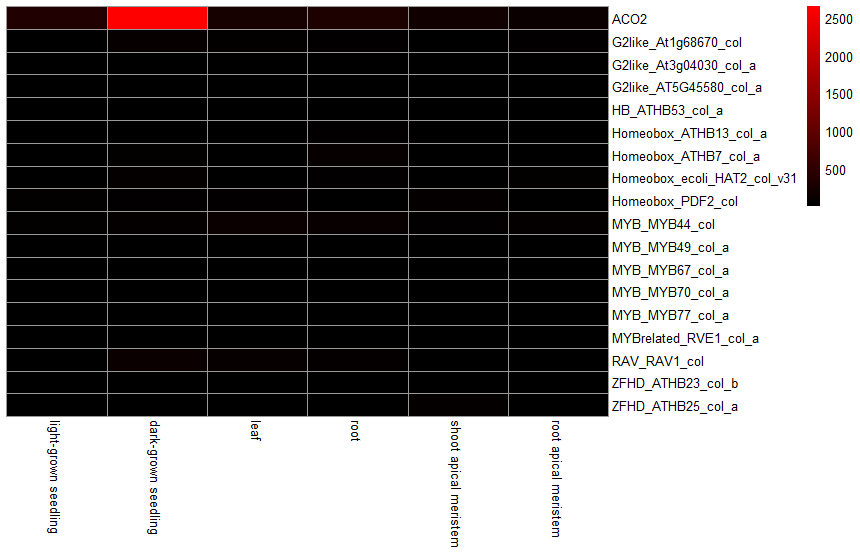 ACO2
G2like_At1g68670_col
G2like_At3g04030_col_a
G2like_AT5G45580_col_a
HB_ATHB53_col_a
Homeobox_ATHB13_col_a
Homeobox_ATHB7_col_a
Homeobox_ecoli_HAT2_col_v31
Homeobox_PDF2_col
MYB_MYB44_col
MYB_MYB49_col_a
MYB_MYB67_col_a
MYB_MYB70_col_a
MYB_MYB77_col_a
MYBrelated_RVE1_col_a
RAV_RAV1_col
ZFHD_ATHB23_col_b
ZFHD_ATHB25_col_a
2500
2000
1500
1000
500
light-grown seedling
dark-grown seedling
leaf
root
shoot apical meristem
root apical meristem